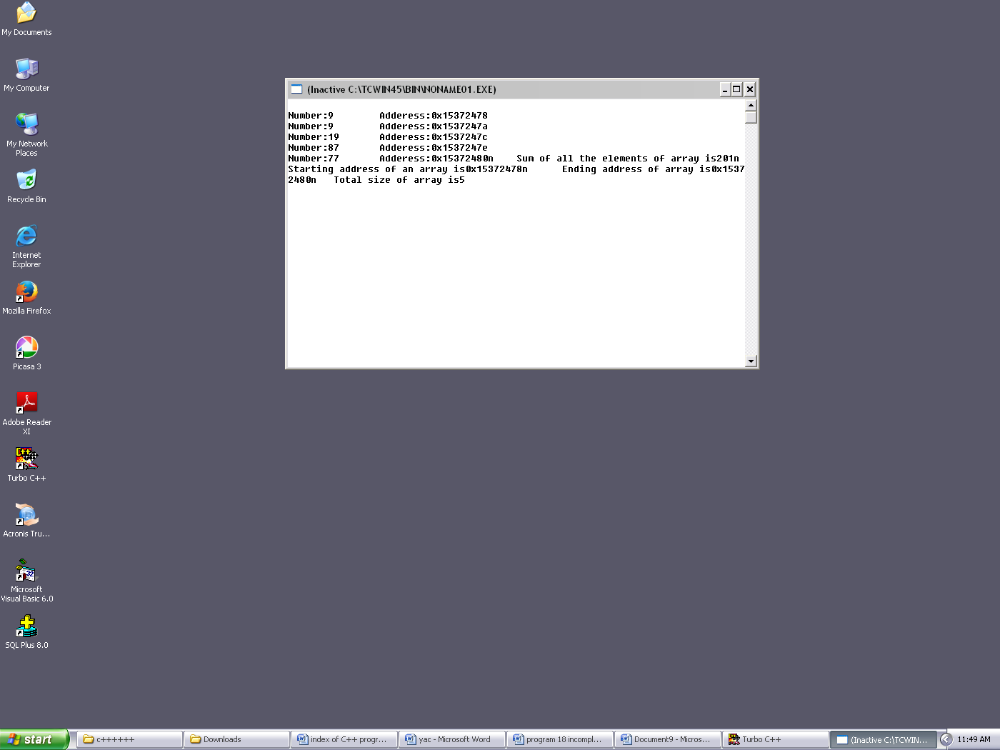 My Documents
My Computer
My Network
Places
Recycle Bin
Internet
Explorer
Mozilla Firefox
Picasa 3
Adobe Reader
XI
C++
Turbo C++
Acronis Tru...
32
Microsoft
Visual Basic 6.0
SQL Plus 8.0
(Inactive C:\TCWIN45\BIN\NONAME01.EXE)
Number:9 Adderess:0x15372478
Number:9 Adderess:0x1537247a
Number:19 Adderess:0x1537247c
Number:87 Adderess:0x1537247e
Number:77 Adderess:0x15372480n Sum of all the elements of array is201n
Starting address of an array is0x15372478n Ending address of array is0x1537
2480n Total size of array is5
start
c++++++
Downloads
index of C++ progr...
yac - Microsoft Word
program 18 incompl...
Document9 - Micros...
Turbo C++
(Inactive C:\TCWIN...
11:49 AM